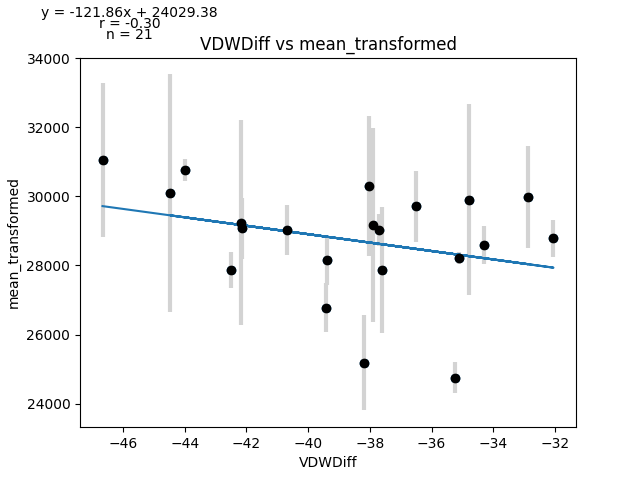 y = -121.86x + 24029.38
r = -0.30
n = 21
VDWDiff vs mean_transformed
34000
32000
30000
28000
26000
24000
mean_transformed
−46
−44
−42
−40
−38
−36
−34
−32
VDWDiff